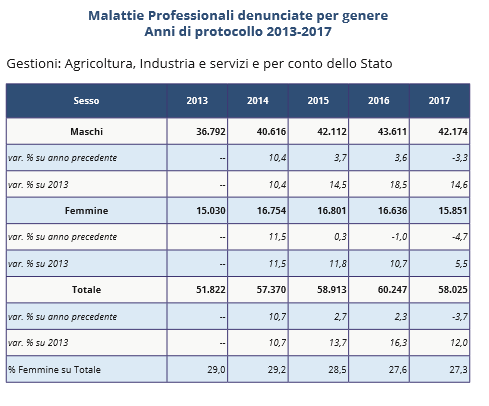 Malattie Professionali denunciate per genere
Anni di protocollo 2013-2017
Gestioni: Agricoltura, Industria e servizi e per conto dello Stato
Sesso 2013 2014 2015 2016 2017
Maschi 36.792 40.616 42.112 43.611 42.174
var. % su anno precedente -- 10,4 3,7 3,6 -3,3
var. % su 2013 -- 10,4 14,5 18,5 14,6
Femmine 15.030 16.754 16.801 16.636 15.851
var. % su anno precedente -- 11,5 0,3 -1,0 -4,7
var. % su 2013 -- 11,5 11,8 10,7 5,5
Totale 51.822 57.370 58.913 60.247 58.025
var. % su anno precedente -- 10,7 2,7 2,3 -3,7
var. % su 2013 -- 10,7 13,7 16,3 12,0
% Femmine su Totale 29,0 29,2 28,5 27,6 27,3